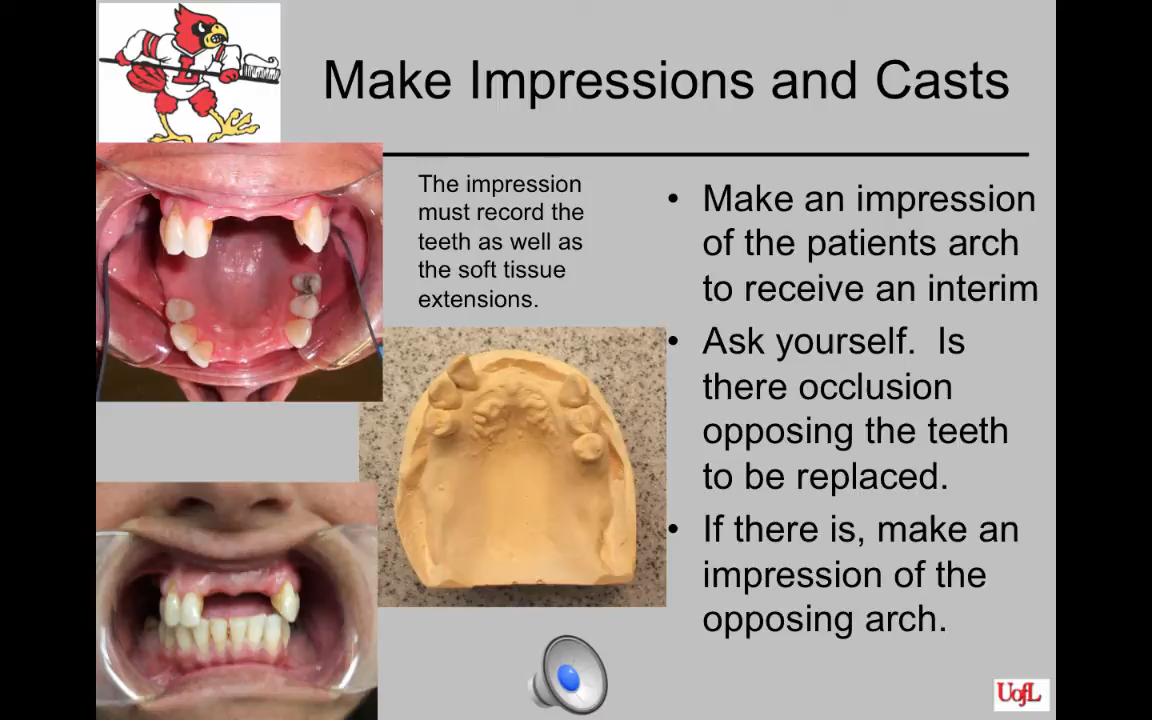 Make Impressions and Casts
The impression
must record the
teeth as well as
the soft tissue
extensions.
• Make an impression
of the patients arch
to receive an interim
• Ask yourself.  Is
there occlusion
opposing the teeth
to be replaced.
• If there is, make an
impression of the
opposing arch.
UofL